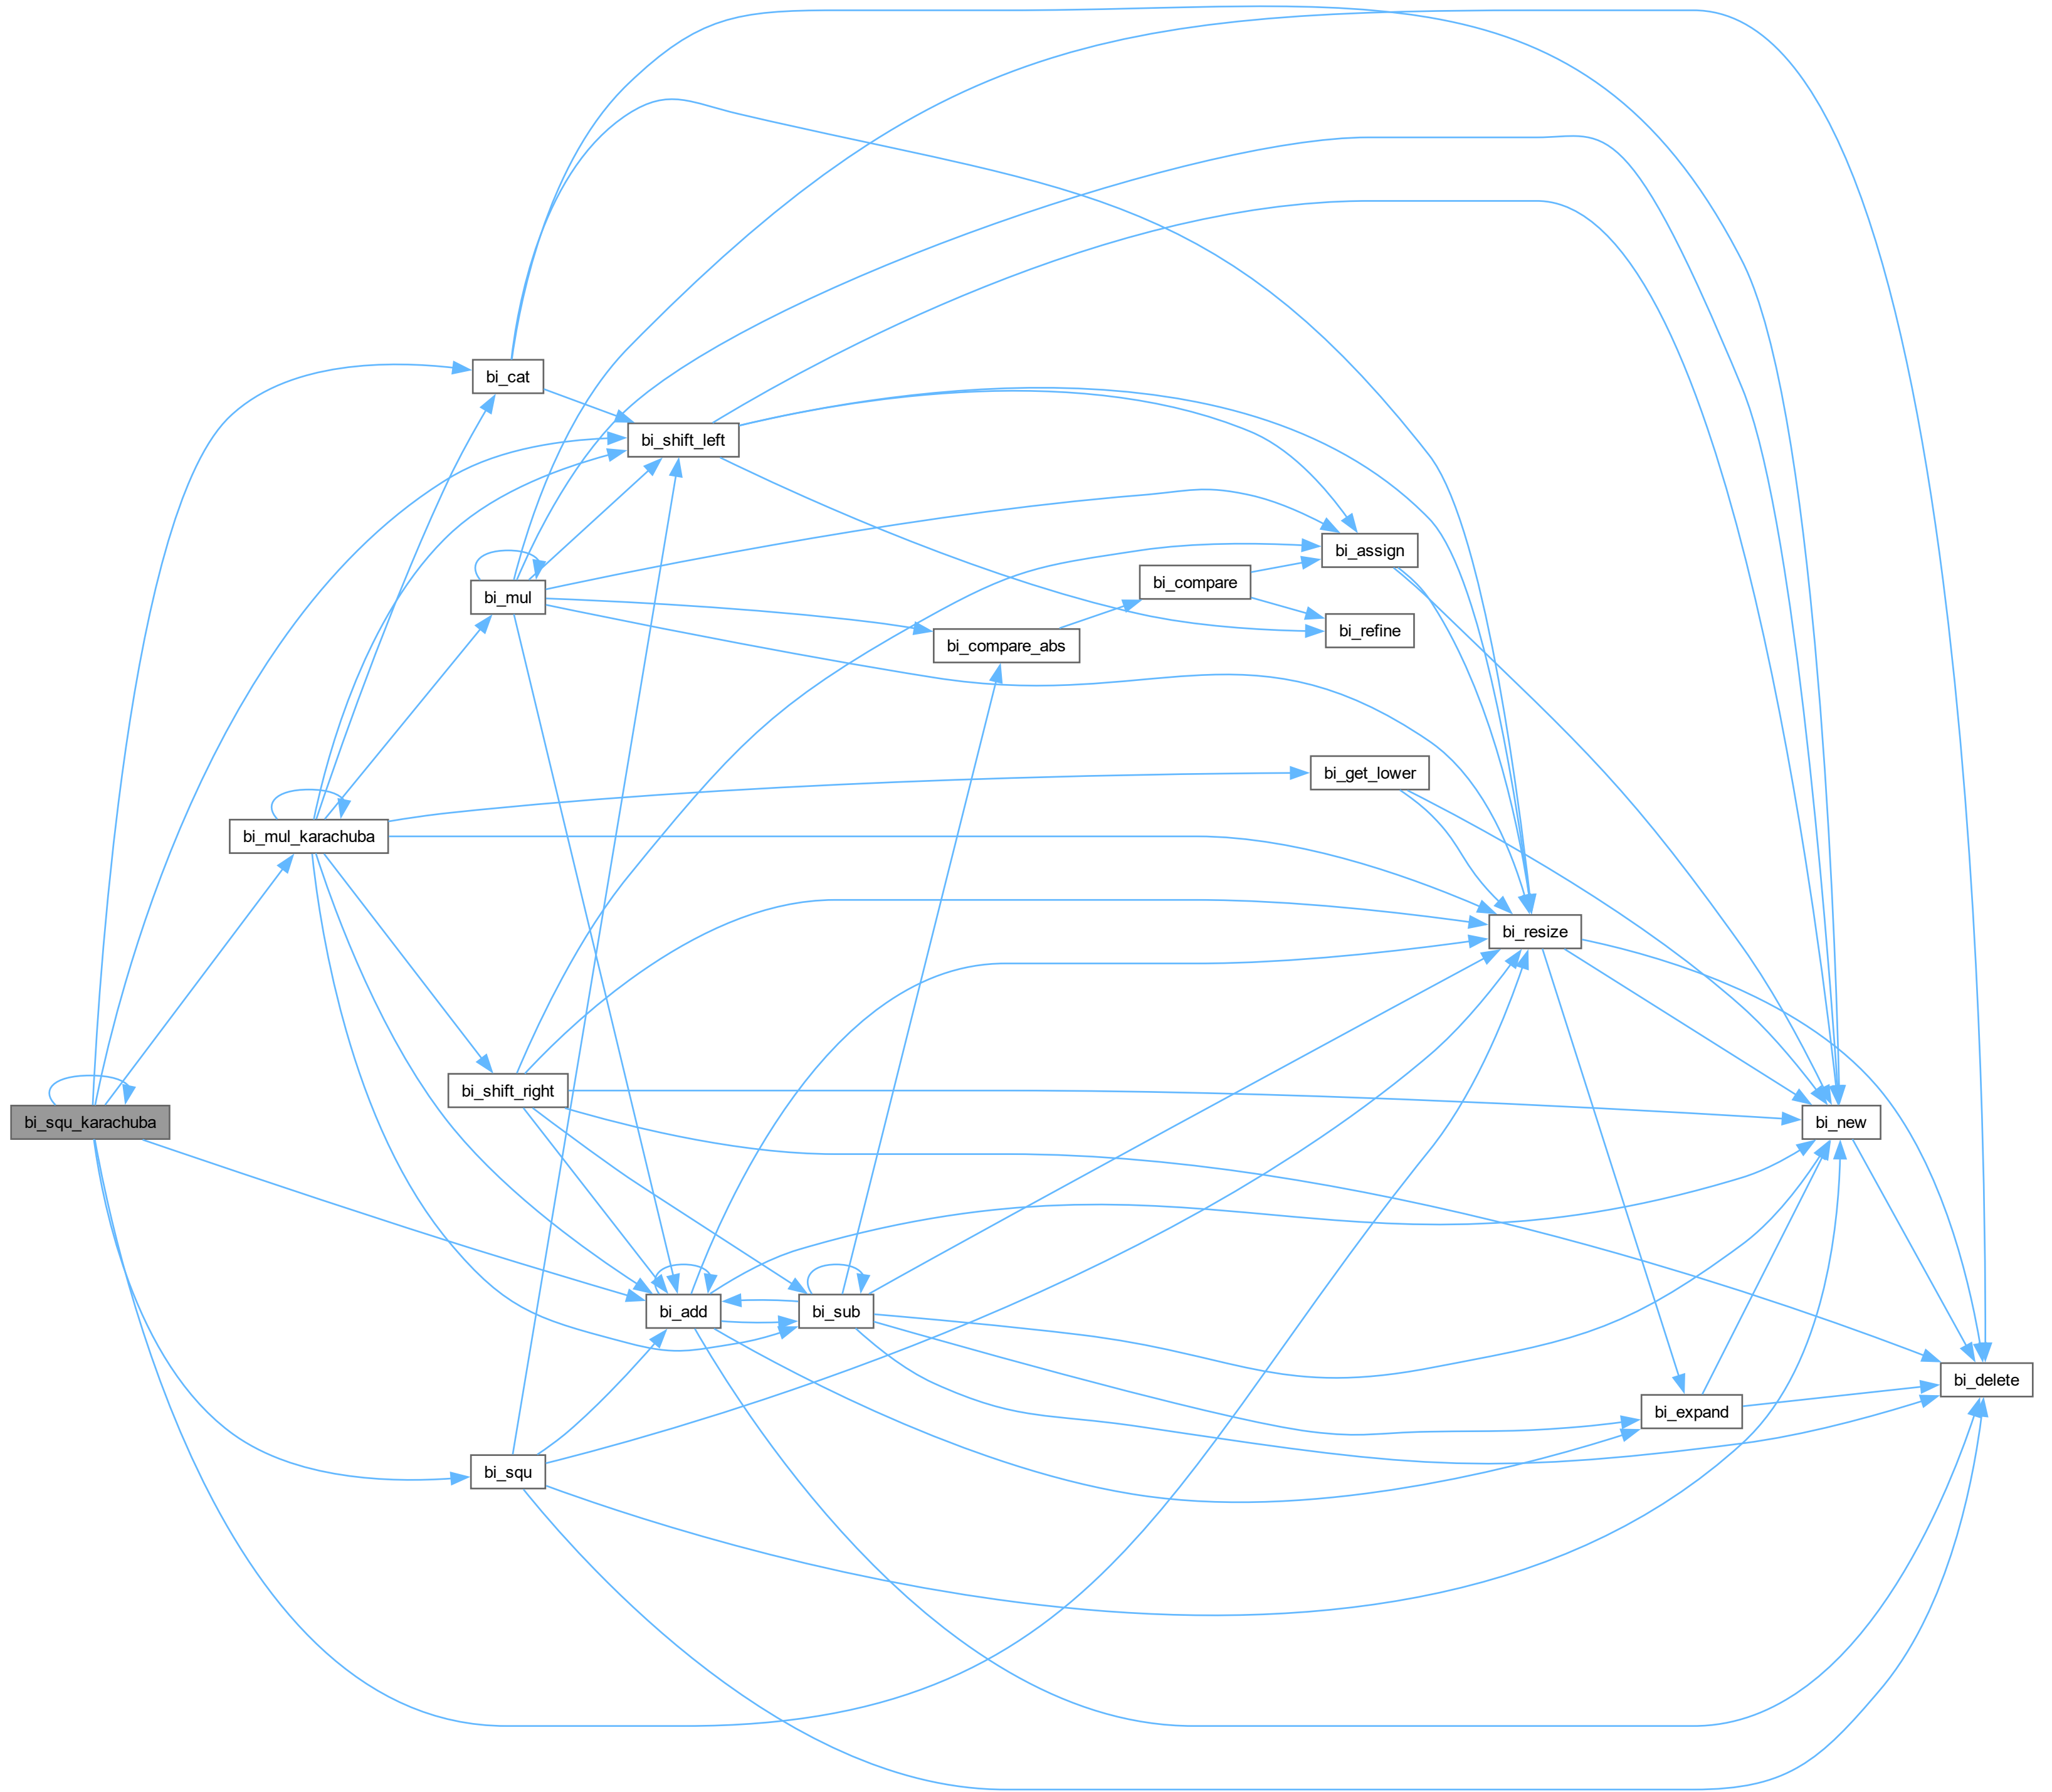 bi_cat
bi_shift_left
bi_assign
bi_compare
bi_mul
bi_refine
bi_compare_abs
bi_get_lower
bi_mul_karachuba
bi_resize
bi_shift_right
bi_squ_karachuba
bi_new
bi_add
bi_sub
bi_delete
bi_expand
bi_squ